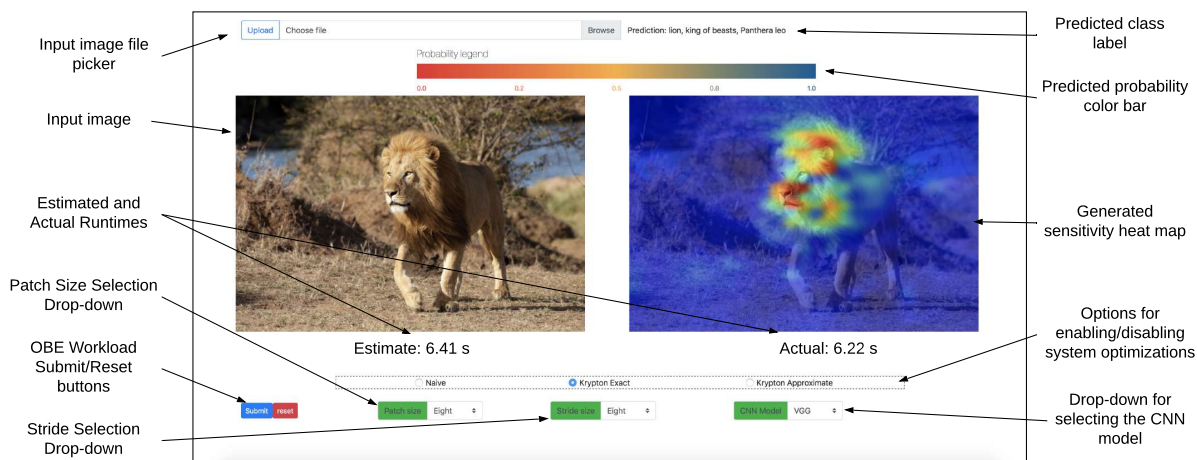 Input image file
picker
Input image
Estimated and
Actual Runtimes
Patch Size Selection
Drop-down
OBE Workload
Submit/Reset
buttons
Stride Selection
Drop-down
Upload Choose file Browse Prediction: lion, king of beasts, Panthera leo
Probability legend
0.0 0.2 0.5 0.8 1.0
Estimate: 6.41 s
Actual: 6.22 s
Naive Krypton Exact Krypton Approximate
Submit reset Patch size Eight Stride size Eight CNN Model VGG
Predicted class
label
Predicted probability
color bar
Generated
sensitivity heat map
Options for
enabling/disabling
system optimizations
Drop-down for
selecting the CNN
model